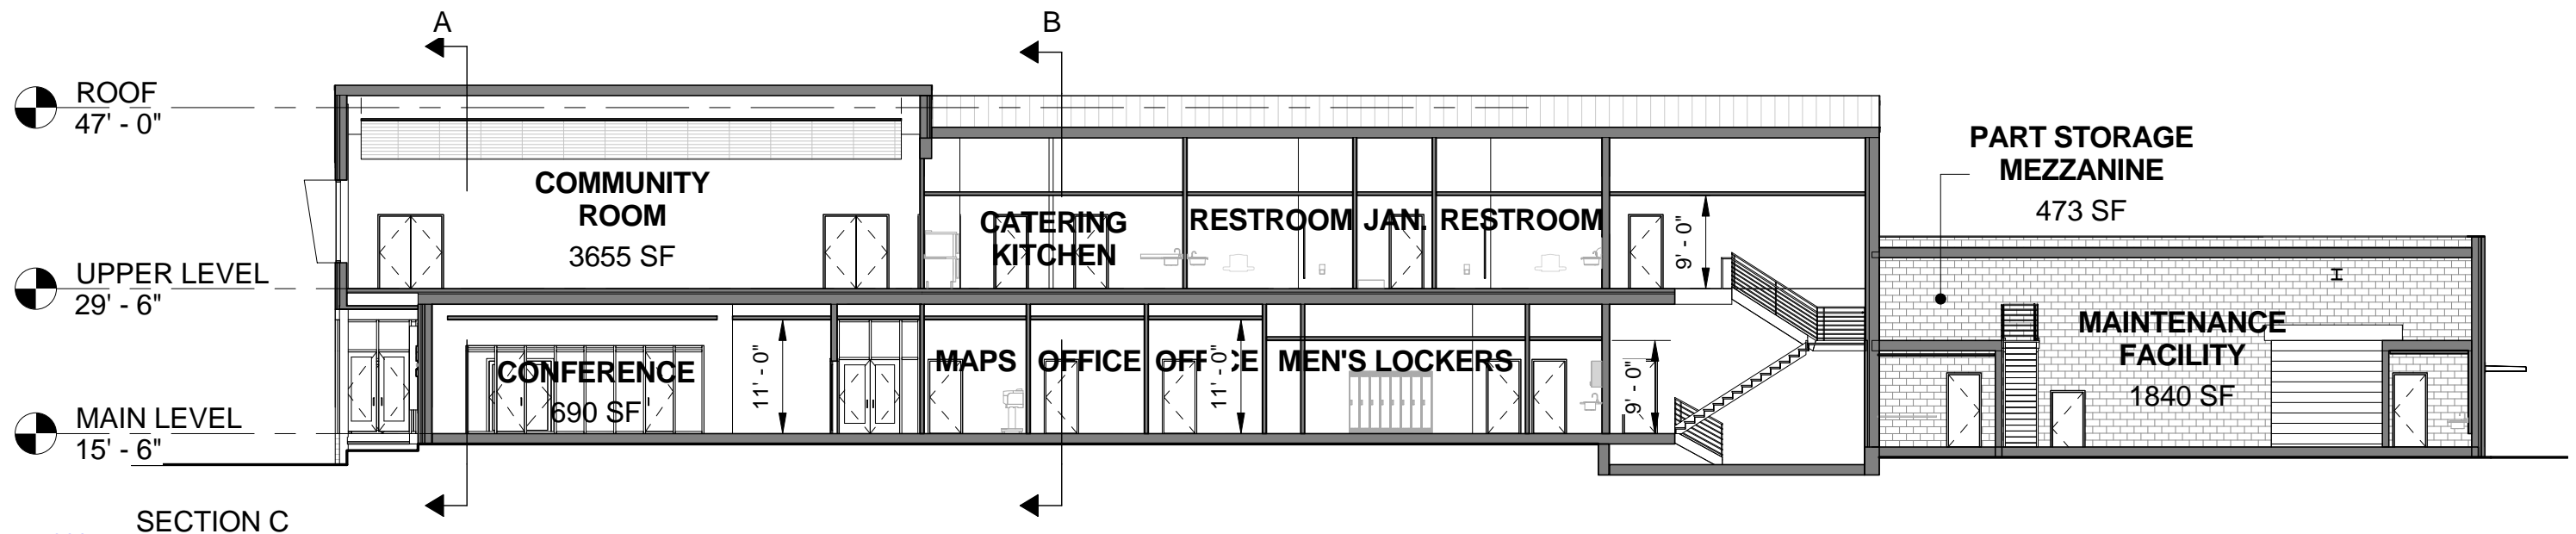 A
B
ROOF
47' - 0"
PART STORAGE
MEZZANINE
473 SF
COMMUNITY
ROOM
3655 SF
CATERING
KITCHEN
RESTROOM
JAN.
RESTROOM
9' - 0"
UPPER LEVEL
29' - 6"
MAINTENANCE
FACILITY
1840 SF
CONFERENCE
690 SF
11' - 0"
MAPS
OFFICE
OFFICE
11' - 0"
MEN'S LOCKERS
9' - 0"
MAIN LEVEL
15' - 6"
SECTION C